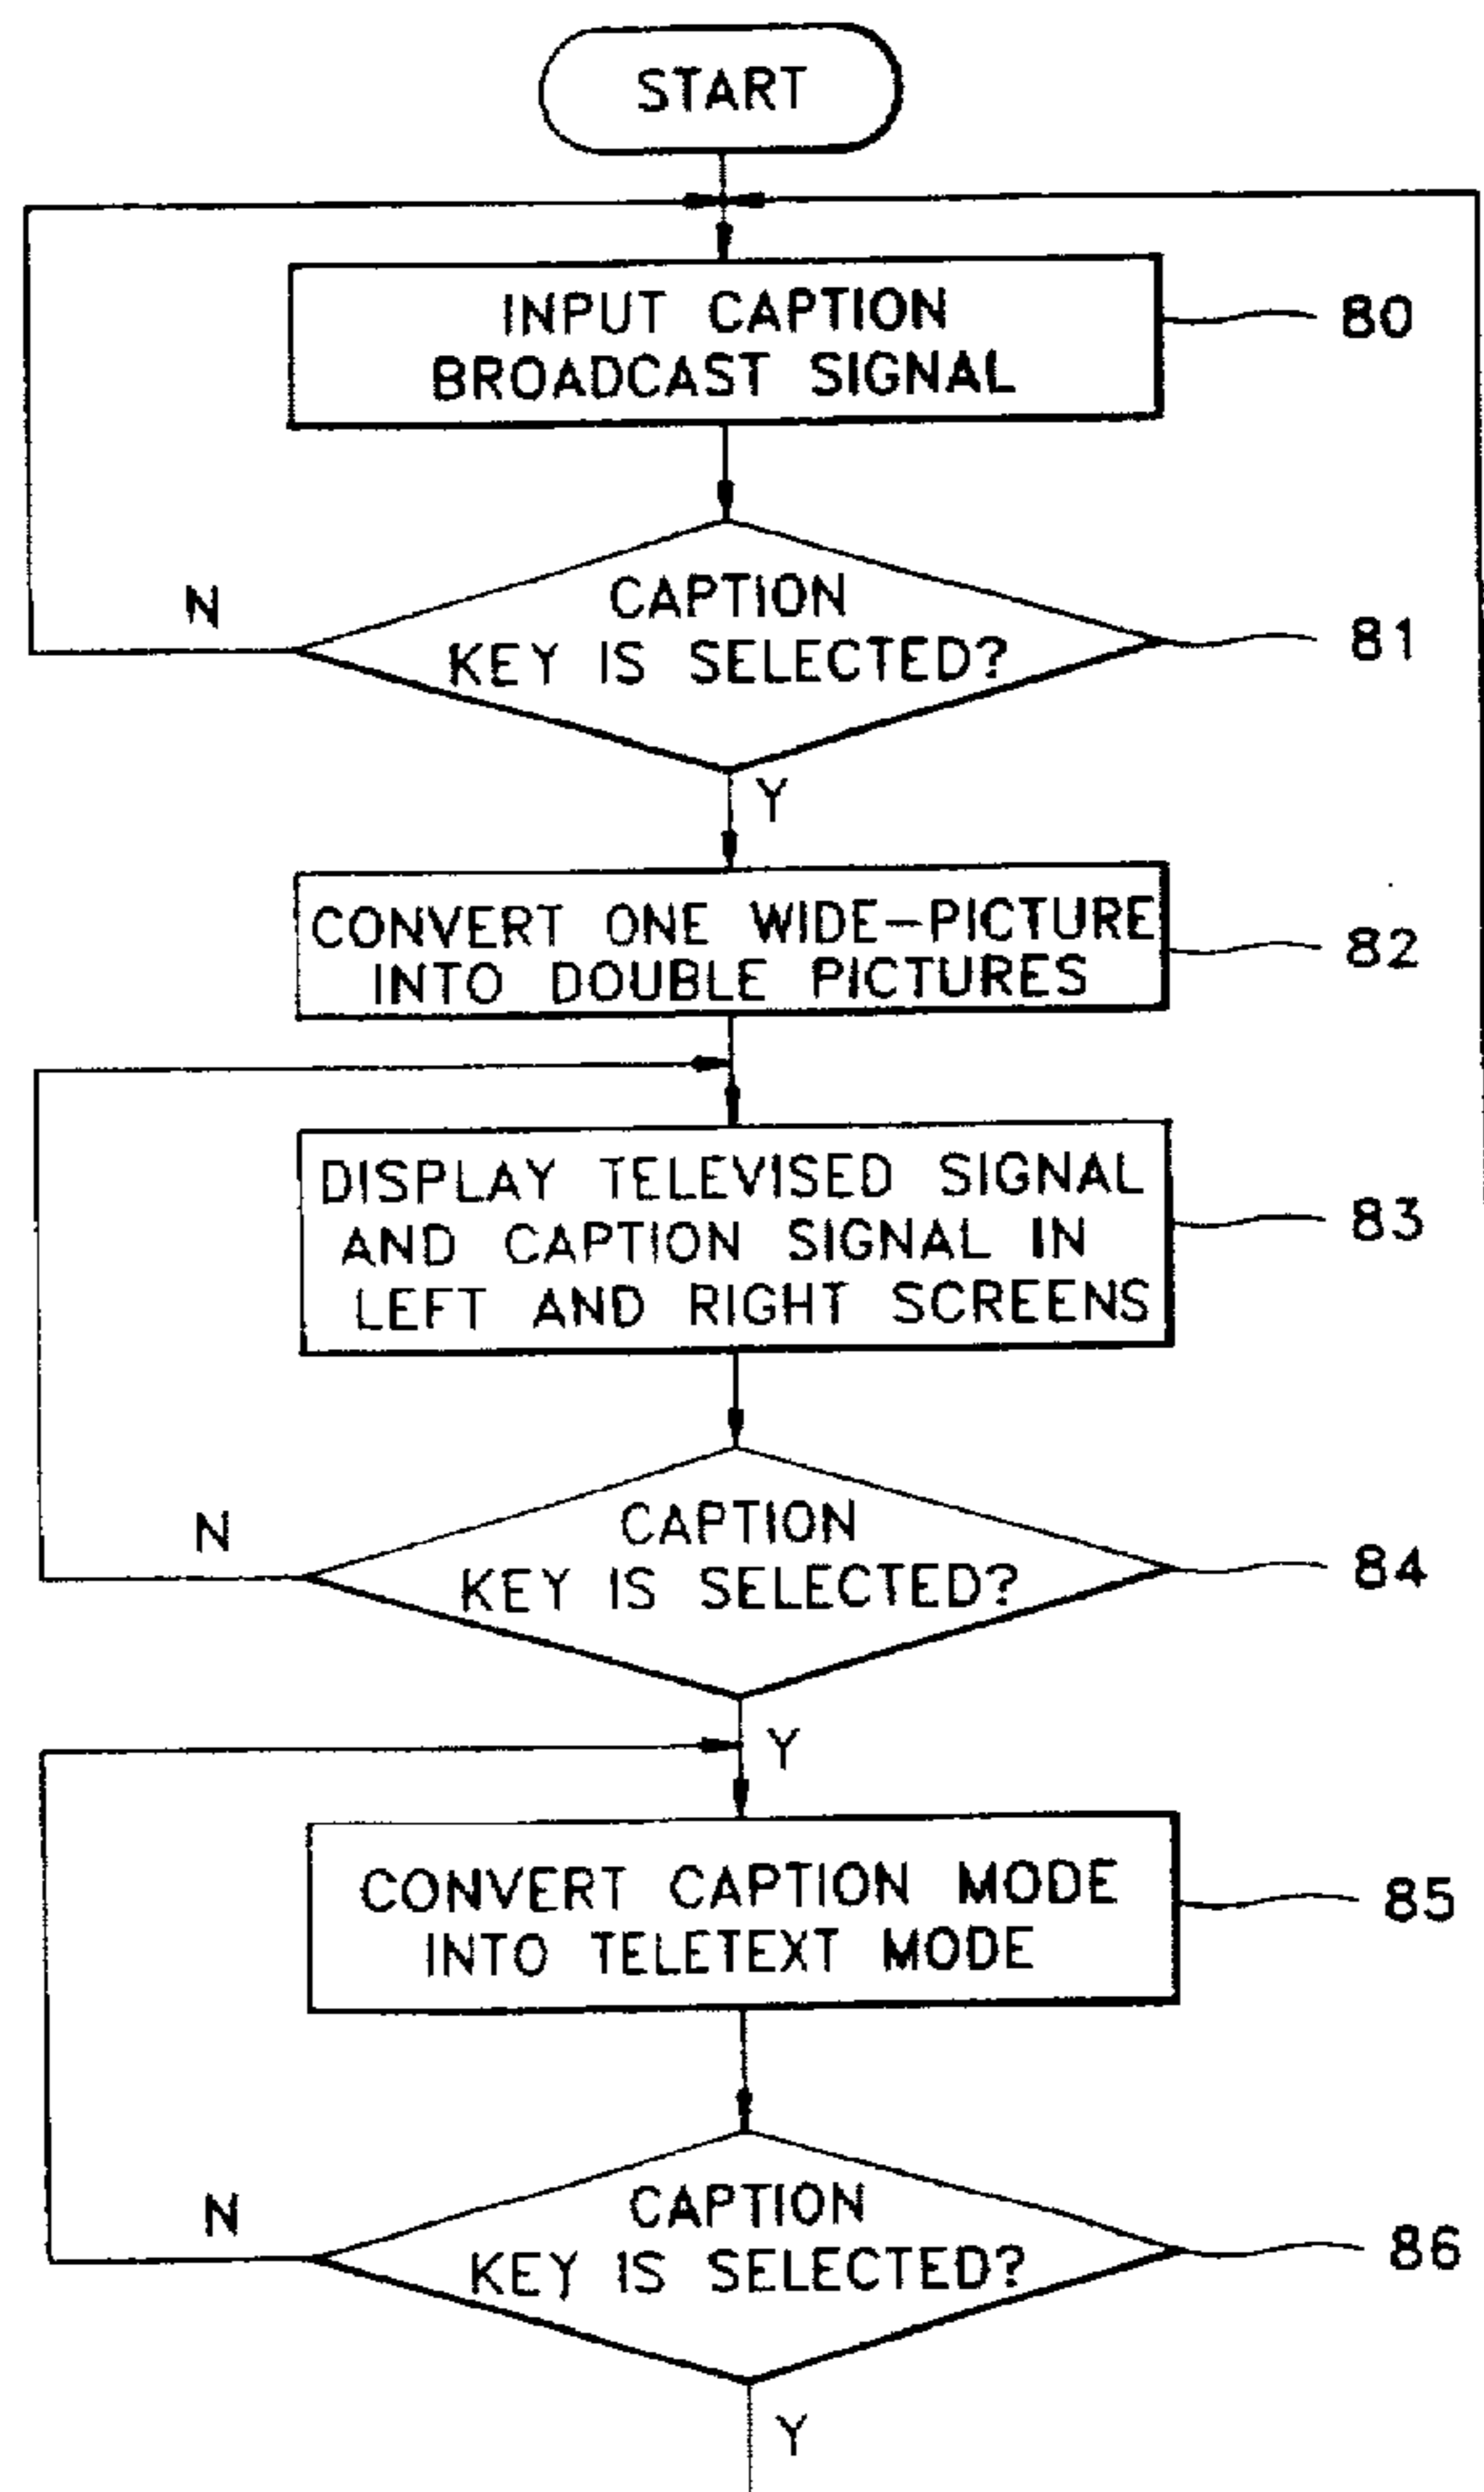 START
INPUT CAPTION
BROADCAST SIGNAL
80
CAPTION
KEY IS SELECTED?
81
N
Y
CONVERT ONE WIDE-PICTURE
INTO DOUBLE PICTURES
82
DISPLAY TELEVISED SIGNAL
AND CAPTION SIGNAL IN
LEFT AND RIGHT SCREENS
83
CAPTION
KEY IS SELECTED?
84
N
Y
CONVERT CAPTION MODE
INTO TELETEXT MODE
85
CAPTION
KEY IS SELECTED?
86
N
Y